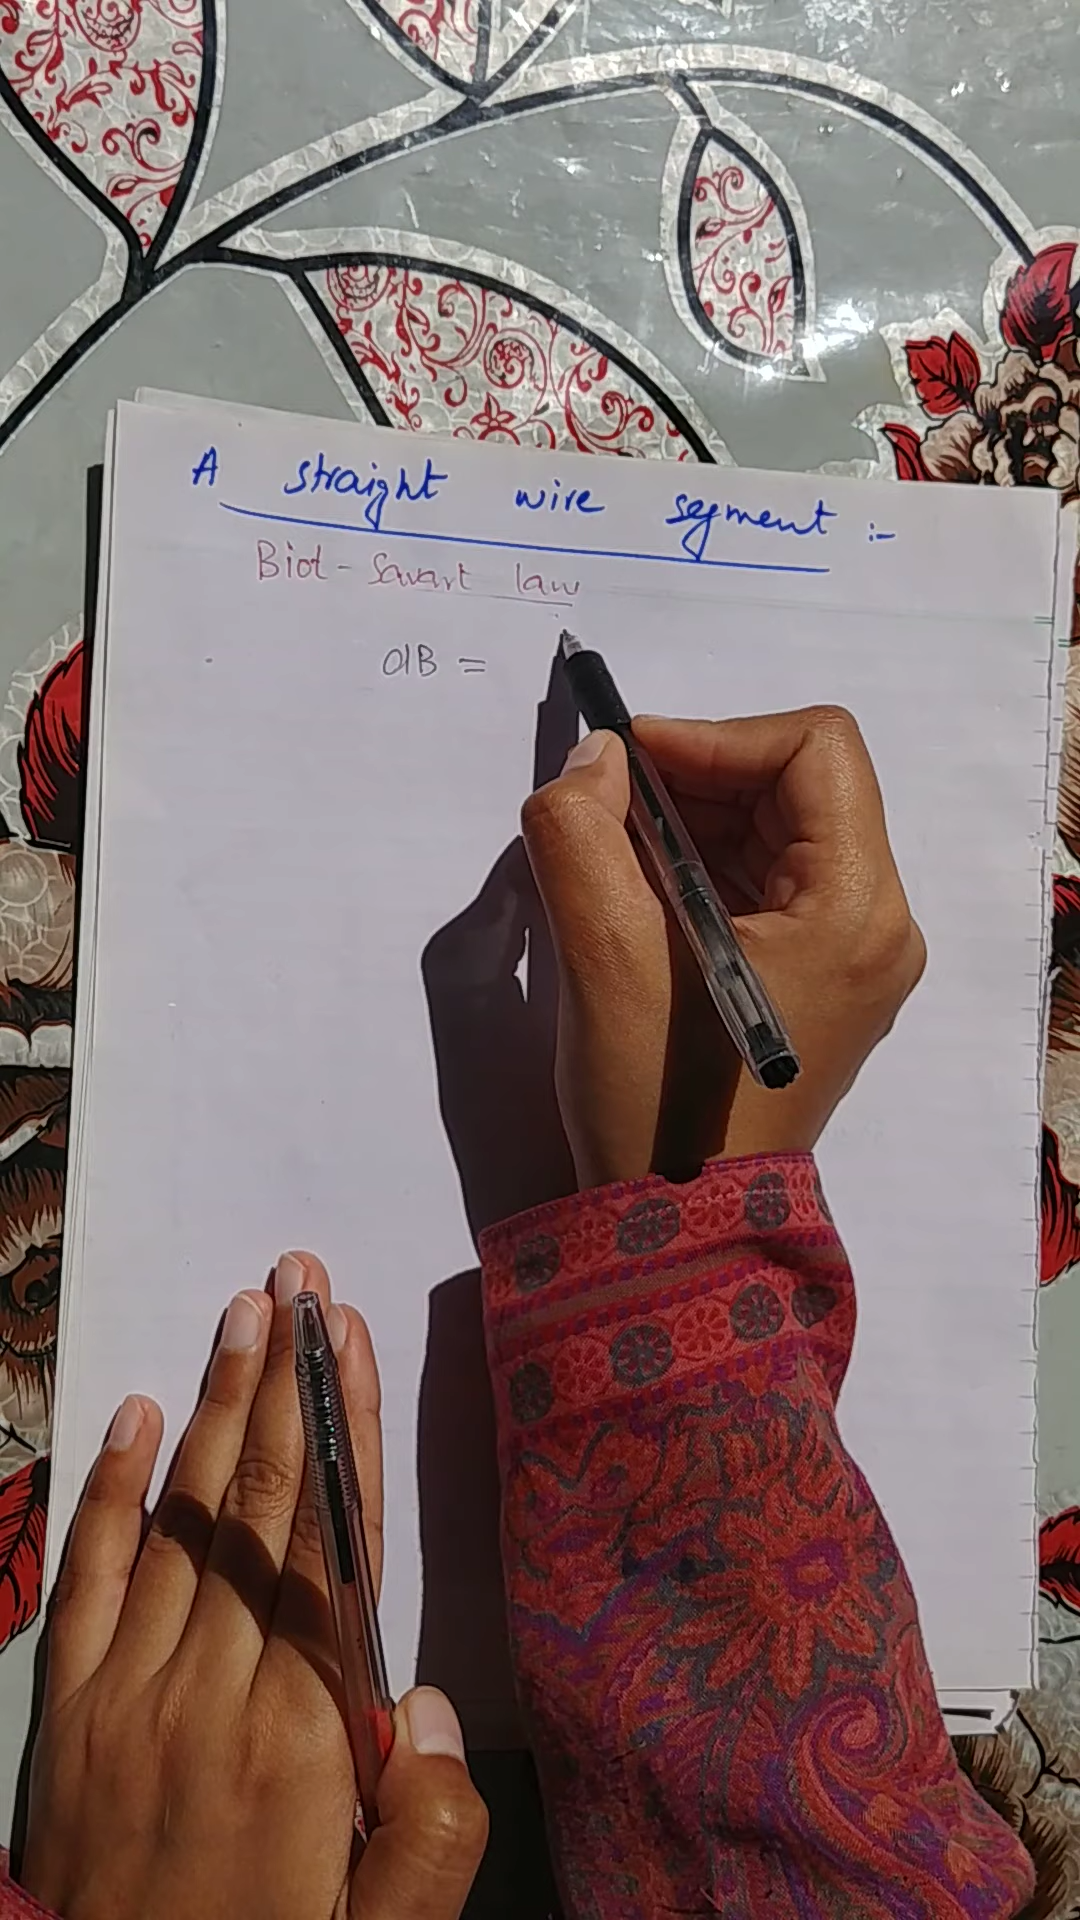 A straight wire segment :-
Biot - Savart law
dB =